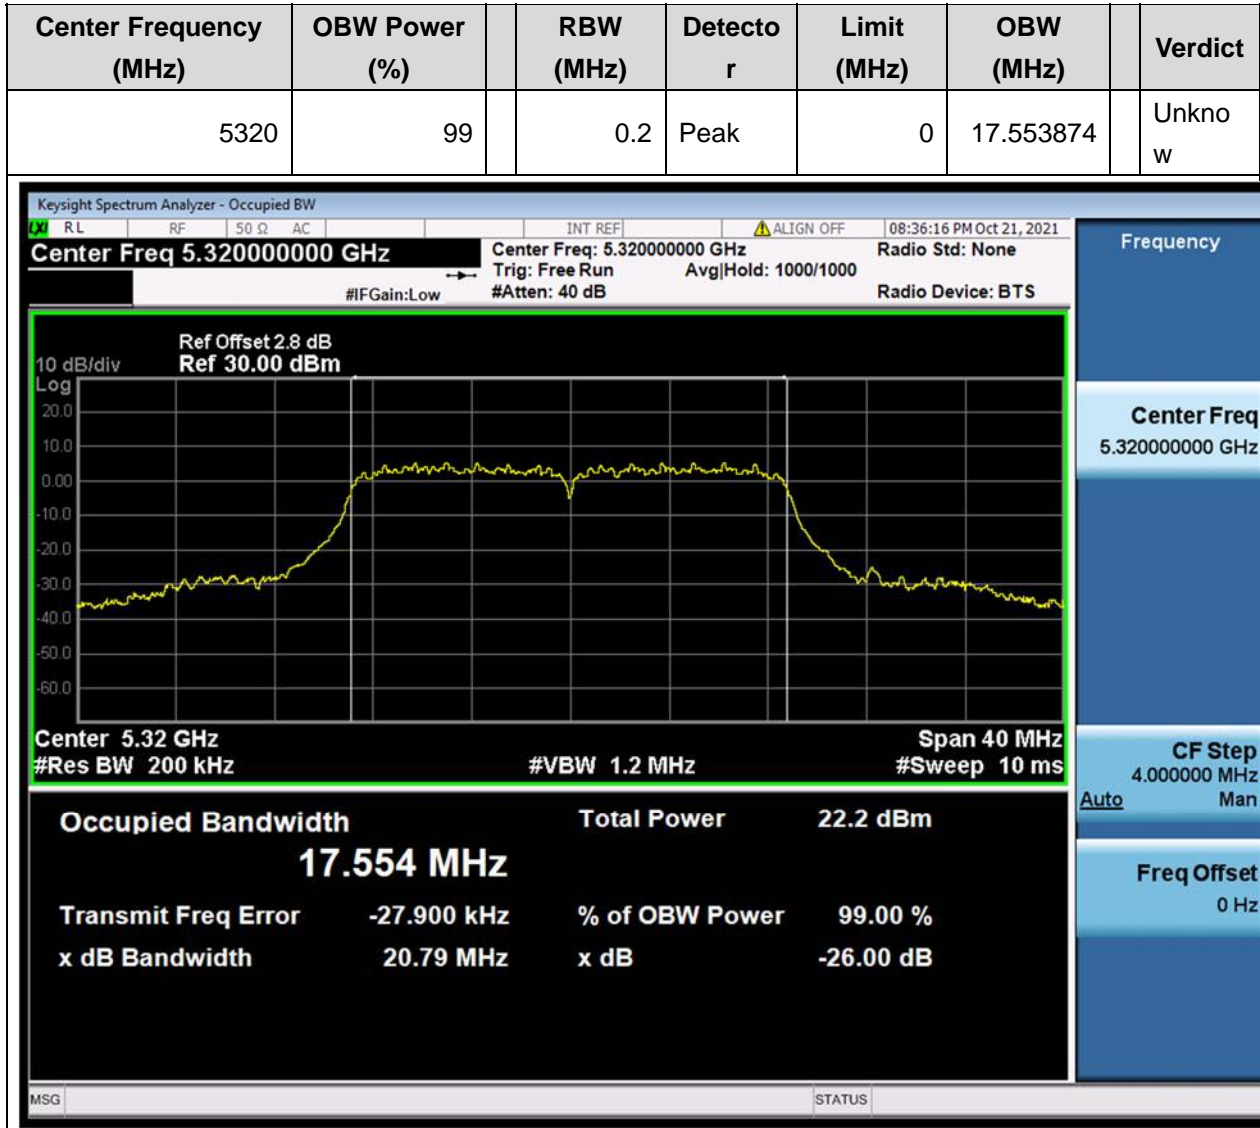 Center Frequency (MHz) OBW Power (%) RBW (MHz) Detecto r Limit (MHz) OBW (MHz) Verdict
5320 99 0.2 Peak 0 17.553874 Unkno w
Keysight Spectrum Analyzer - Occupied BW
LXI RL RF 50 Ω AC INT REF ALIGN OFF 08:36:16 PM Oct 21, 2021
Center Freq 5.320000000 GHz
Center Freq: 5.320000000 GHz Radio Std: None
Trig: Free Run Avg|Hold: 1000/1000
#IFGain:Low #Atten: 40 dB Radio Device: BTS
Ref Offset 2.8 dB
10 dB/div Ref 30.00 dBm
Log
20.0
10.0
0.00
-10.0
-20.0
-30.0
-40.0
-50.0
-60.0
Center 5.32 GHz Span 40 MHz
#Res BW 200 kHz #VBW 1.2 MHz #Sweep 10 ms
Occupied Bandwidth Total Power 22.2 dBm
17.554 MHz
Transmit Freq Error -27.900 kHz % of OBW Power 99.00 %
x dB Bandwidth 20.79 MHz x dB -26.00 dB
MSG STATUS
Frequency
Center Freq
5.320000000 GHz
CF Step
4.000000 MHz
Auto Man
Freq Offset
0 Hz